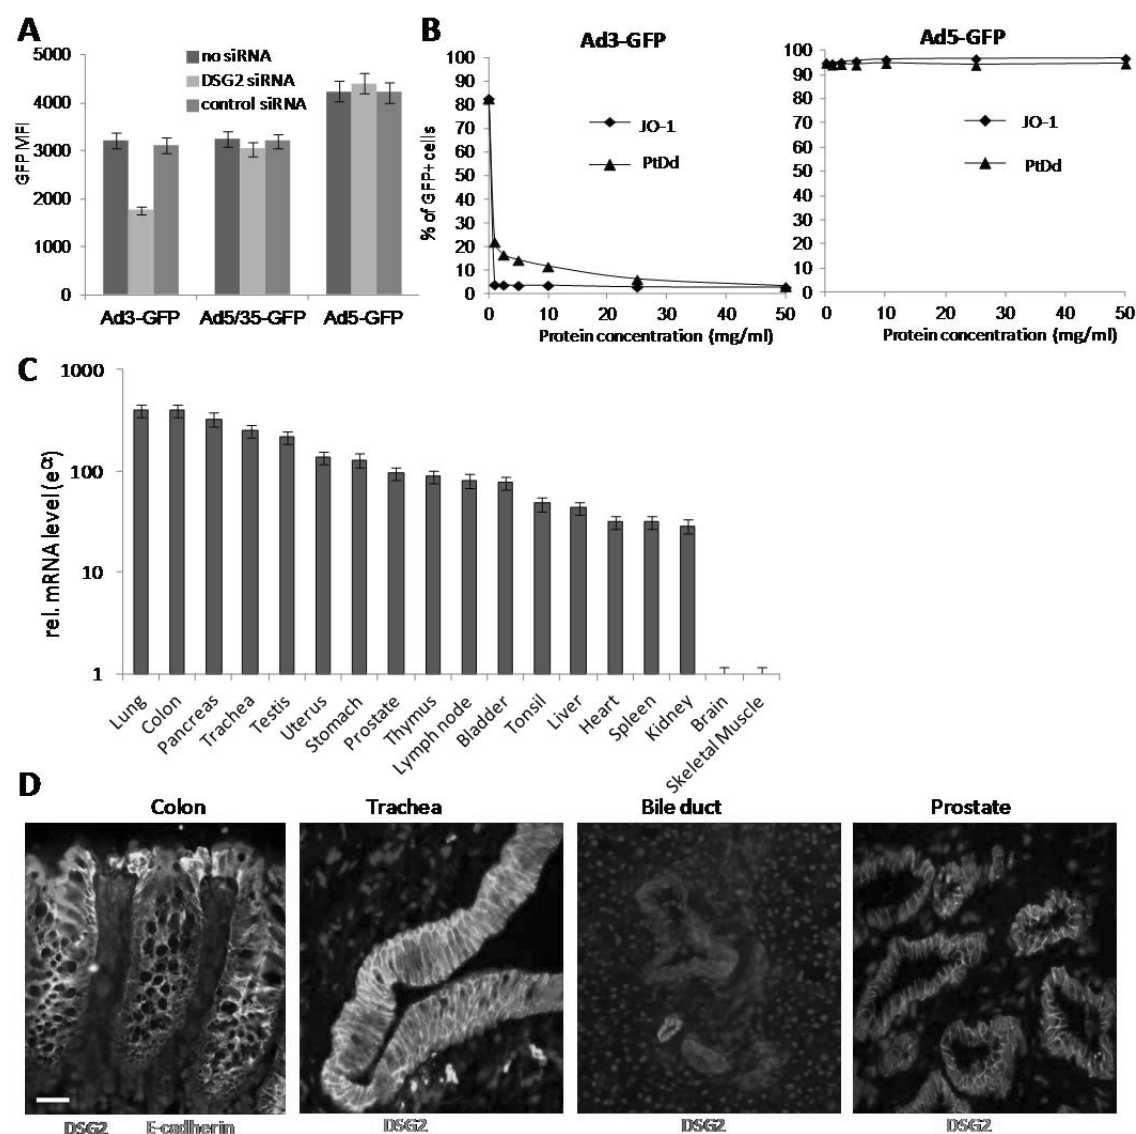 A
5000
4000
3000
2000
1000
0
GFP MFI
no siRNA
DSG2 siRNA
control siRNA
Ad3-GFP Ad5/35-GFP Ad5-GFP
B
Ad3-GFP
% of GFP+ cells
100
90
80
70
60
50
40
30
20
10
0
JO-1
PtDd
0 10 20 30 40 50
Protein concentration (mg/ml)
Ad5-GFP
100
90
80
70
60
50
40
30
20
10
0
JO-1
PtDd
0 10 20 30 40 50
Protein concentration (mg/ml)
C
rel. mRNA level (e^Ct)
1000
100
10
1
Lung
Colon
Pancreas
Trachea
Testis
Uterus
Stomach
Prostate
Thymus
Lymph node
Bladder
Tonsil
Liver
Heart
Spleen
Kidney
Brain
Skeletal Muscle
D
Colon Trachea Bile duct Prostate
DSG2 E-cadherin DSG2 DSG2 DSG2